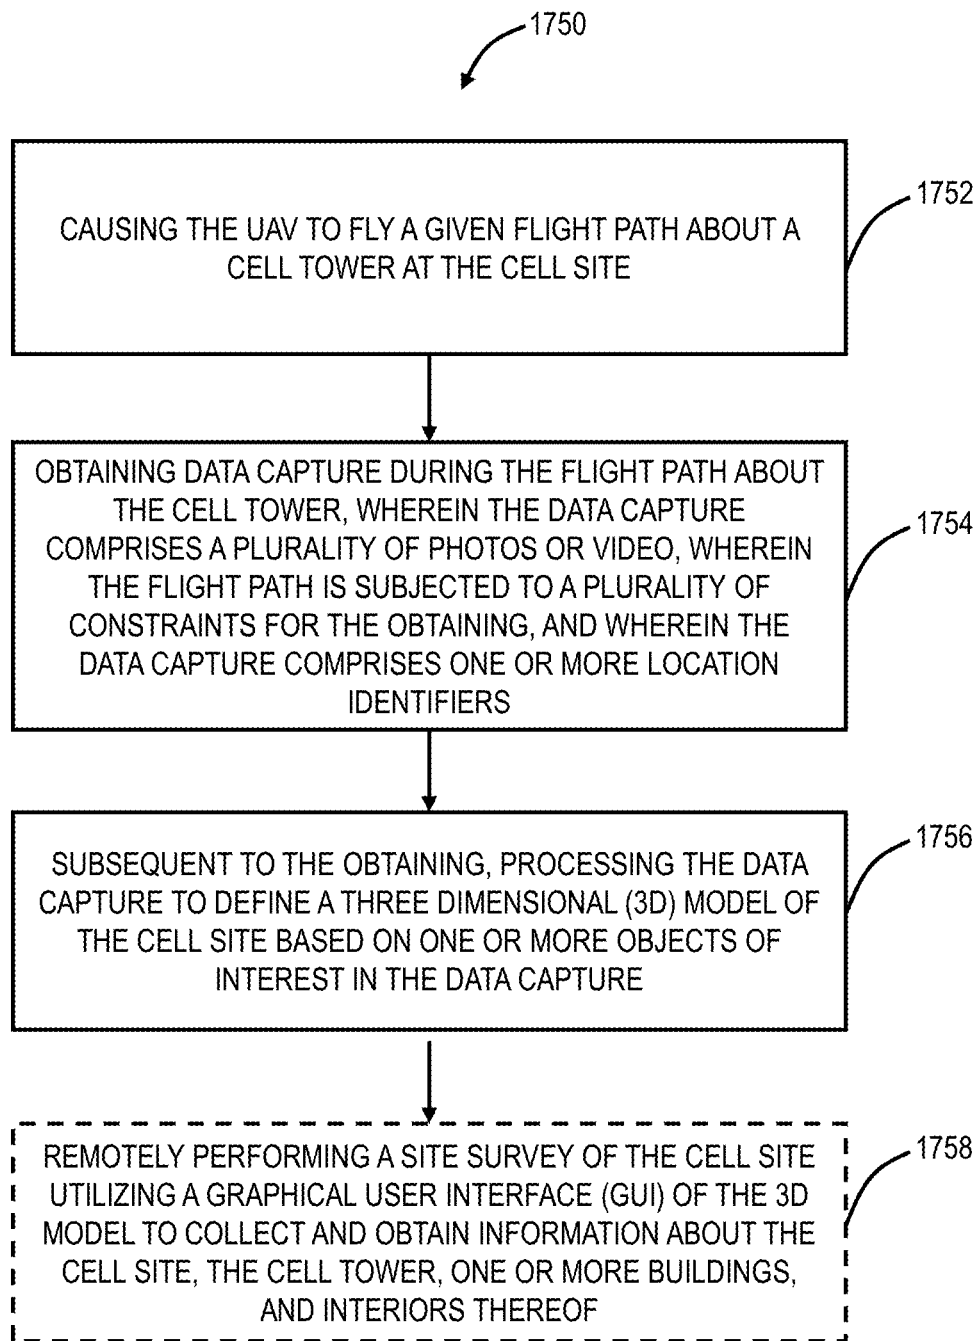 1750
1752
CAUSING THE UAV TO FLY A GIVEN FLIGHT PATH ABOUT A
CELL TOWER AT THE CELL SITE
1754
OBTAINING DATA CAPTURE DURING THE FLIGHT PATH ABOUT
THE CELL TOWER, WHEREIN THE DATA CAPTURE
COMPRISES A PLURALITY OF PHOTOS OR VIDEO, WHEREIN
THE FLIGHT PATH IS SUBJECTED TO A PLURALITY OF
CONSTRAINTS FOR THE OBTAINING, AND WHEREIN THE
DATA CAPTURE COMPRISES ONE OR MORE LOCATION
IDENTIFIERS
1756
SUBSEQUENT TO THE OBTAINING, PROCESSING THE DATA
CAPTURE TO DEFINE A THREE DIMENSIONAL (3D) MODEL OF
THE CELL SITE BASED ON ONE OR MORE OBJECTS OF
INTEREST IN THE DATA CAPTURE
1758
REMOTELY PERFORMING A SITE SURVEY OF THE CELL SITE
UTILIZING A GRAPHICAL USER INTERFACE (GUI) OF THE 3D
MODEL TO COLLECT AND OBTAIN INFORMATION ABOUT THE
CELL SITE, THE CELL TOWER, ONE OR MORE BUILDINGS,
AND INTERIORS THEREOF